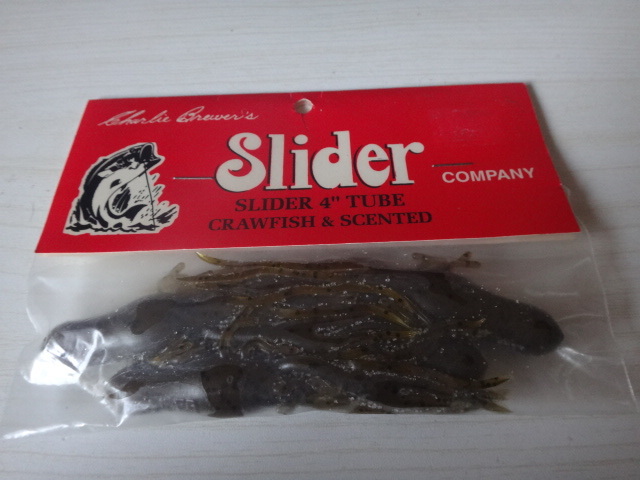 Charlie Brewer's
Slider
COMPANY
SLIDER 4" TUBE
CRAWFISH & SCENTED